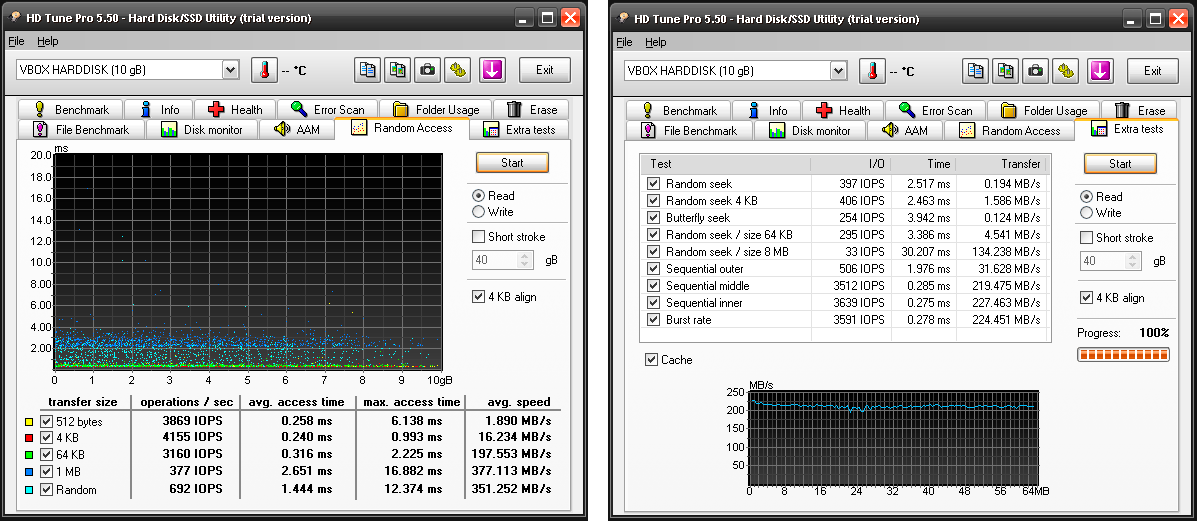 HD Tune Pro 5.50 - Hard Disk/SSD Utility (trial version)
File Help
VBOX HARDDISK (10 gB)
-- °C
Exit
Benchmark Info Health Error Scan Folder Usage Erase
File Benchmark Disk monitor AAM Random Access Extra tests
ms
20.0
18.0
16.0
14.0
12.0
10.0
8.00
6.00
4.00
2.00
0 1 2 3 4 5 6 7 8 9 10gB
Start
Read
Write
Short stroke
40 gB
4 KB align
transfer size operations / sec avg. access time max. access time avg. speed
512 bytes 3869 IOPS 0.258 ms 6.138 ms 1.890 MB/s
4 KB 4155 IOPS 0.240 ms 0.993 ms 16.234 MB/s
64 KB 3160 IOPS 0.316 ms 2.225 ms 197.553 MB/s
1 MB 377 IOPS 2.651 ms 16.882 ms 377.113 MB/s
Random 692 IOPS 1.444 ms 12.374 ms 351.252 MB/s
HD Tune Pro 5.50 - Hard Disk/SSD Utility (trial version)
File Help
VBOX HARDDISK (10 gB)
-- °C
Exit
Benchmark Info Health Error Scan Folder Usage Erase
File Benchmark Disk monitor AAM Random Access Extra tests
Test I/O Time Transfer
Random seek 397 IOPS 2.517 ms 0.194 MB/s
Random seek 4 KB 406 IOPS 2.463 ms 1.586 MB/s
Butterfly seek 254 IOPS 3.942 ms 0.124 MB/s
Random seek / size 64 KB 295 IOPS 3.386 ms 4.541 MB/s
Random seek / size 8 MB 33 IOPS 30.207 ms 134.238 MB/s
Sequential outer 506 IOPS 1.976 ms 31.628 MB/s
Sequential middle 3512 IOPS 0.285 ms 219.475 MB/s
Sequential inner 3639 IOPS 0.275 ms 227.463 MB/s
Burst rate 3591 IOPS 0.278 ms 224.451 MB/s
Cache
Start
Read
Write
Short stroke
40 gB
4 KB align
Progress: 100%
MB/s
250
200
150
100
50
0 8 16 24 32 40 48 56 64MB